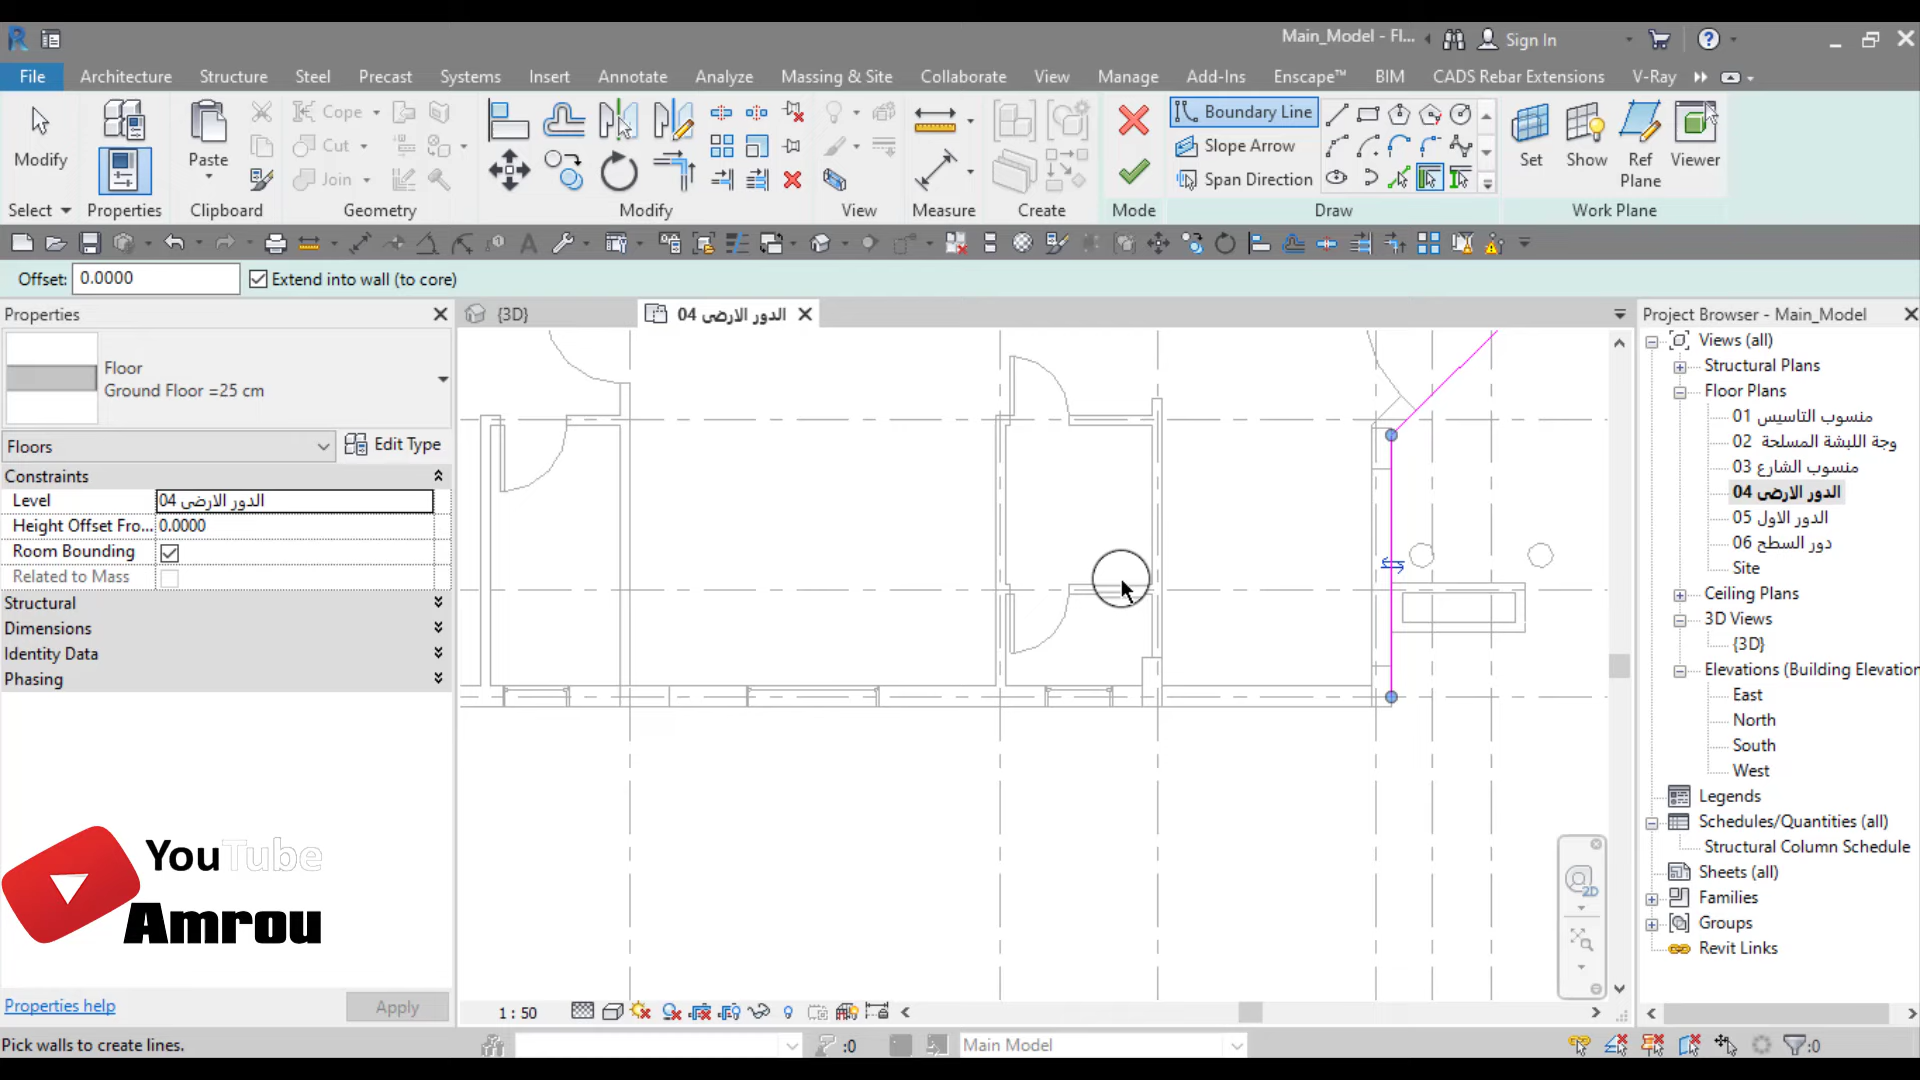 Main_Model - Fl...
Sign In
File
Architecture
Structure
Steel
Precast
Systems
Insert
Annotate
Analyze
Massing & Site
Collaborate
View
Manage
Add-Ins
Enscape™
BIM
CADS Rebar Extensions
V-Ray
Modify
Paste
Cope
Cut
Join
Boundary Line
Slope Arrow
Span Direction
Set
Show
Ref
Plane
Viewer
Select
Properties
Clipboard
Geometry
Modify
View
Measure
Create
Mode
Draw
Work Plane
Offset: 0.0000
Extend into wall (to core)
Properties
{3D}
04 الدور الارضى
Project Browser - Main_Model
Floor
Ground Floor =25 cm
Floors
Edit Type
Constraints
Level
04 الدور الارضى
Height Offset Fro... 0.0000
Room Bounding
Related to Mass
Structural
Dimensions
Identity Data
Phasing
Views (all)
Structural Plans
Floor Plans
01 منسوب التاسيس
02 وجة اللبشة المسلحة
03 منسوب الشارع
04 الدور الارضى
05 الدور الاول
06 دور السطح
Site
Ceiling Plans
3D Views
{3D}
Elevations (Building Elevation
East
North
South
West
Legends
Schedules/Quantities (all)
Structural Column Schedule
Sheets (all)
Families
Groups
Revit Links
2D
YouTube
Amrou
Properties help
Apply
1 : 50
Pick walls to create lines.
:0
Main Model
:0